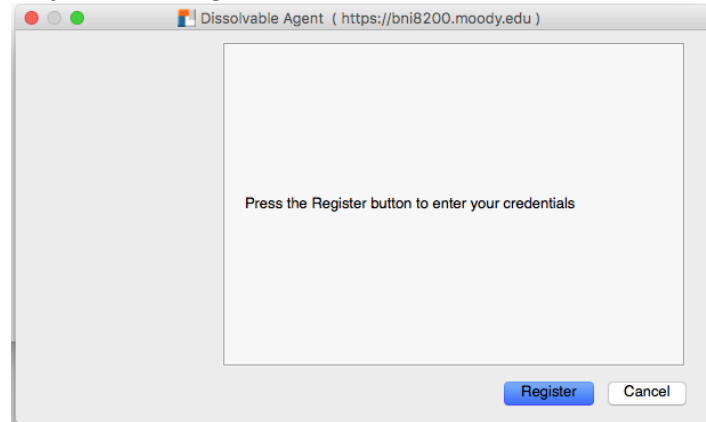 Dissolvable Agent ( https://bni8200.moody.edu )
Press the Register button to enter your credentials
Register Cancel